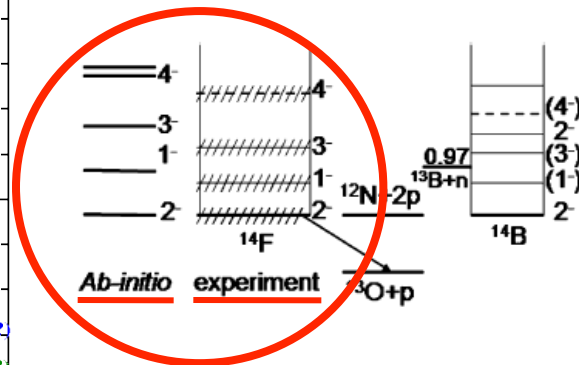 4⁻ 4⁻ (4⁻)
2⁻
3⁻ 3⁻ 0.97 (3⁻)
1⁻ 1⁻ ¹³B+n (1⁻)
2⁻ 2⁻ ¹²N+2p 2⁻
¹⁴F ¹⁴B
Ab-initio experiment ¹³O+p